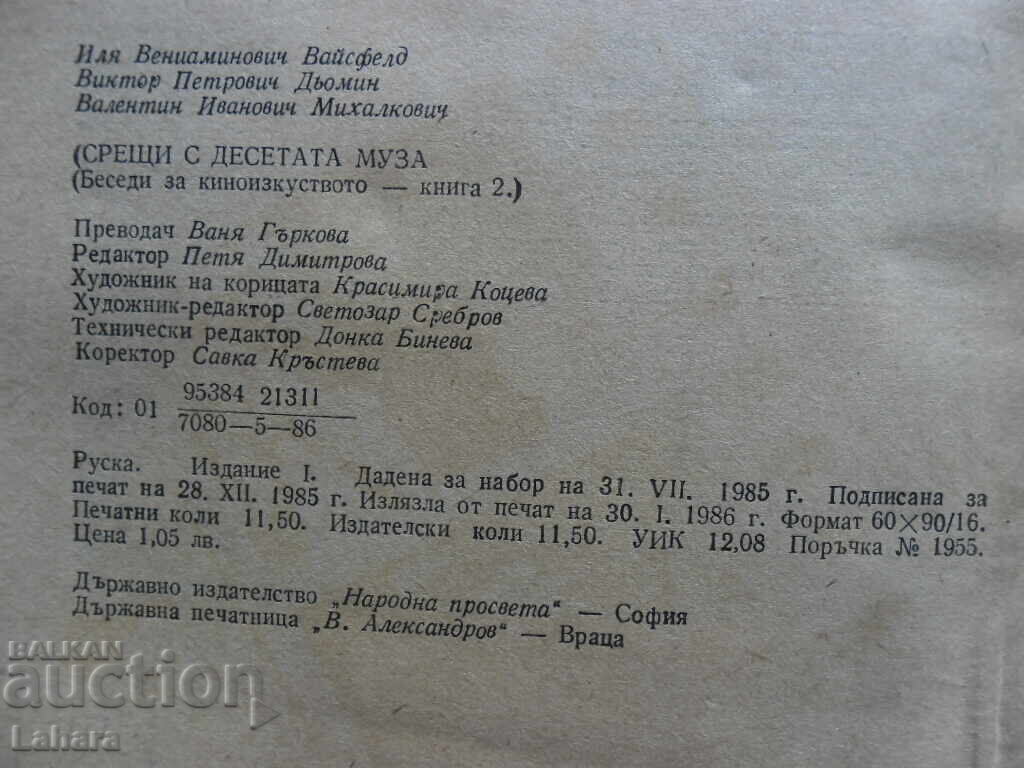 Иля Вениаминович Вайсфелд
Виктор Петрович Дьомин
Валентин Иванович Михалкович
(СРЕЩИ С ДЕСЕТАТА МУЗА
(Беседи за киноизкуството — книга 2.)
Преводач Ваня Гъркова
Редактор Петя Димитрова
Художник на корицата Красимира Коцева
Художник-редактор Светозар Сребров
Технически редактор Донка Бинева
Коректор Савка Кръстева
Код: 01 95384 21311
7080—5—86
Руска. Издание I. Дадена за набор на 31. VII. 1985 г. Подписана за
печат на 28. XII. 1985 г. Излязла от печат на 30. I. 1986 г. Формат 60×90/16.
Печатни коли 11,50. Издателски коли 11,50. УИК 12,08 Поръчка № 1955.
Цена 1,05 лв.
Държавно издателство „Народна просвета“ — София
Държавна печатница „В. Александров“ — Враца
BALKAN
auction
Lahara